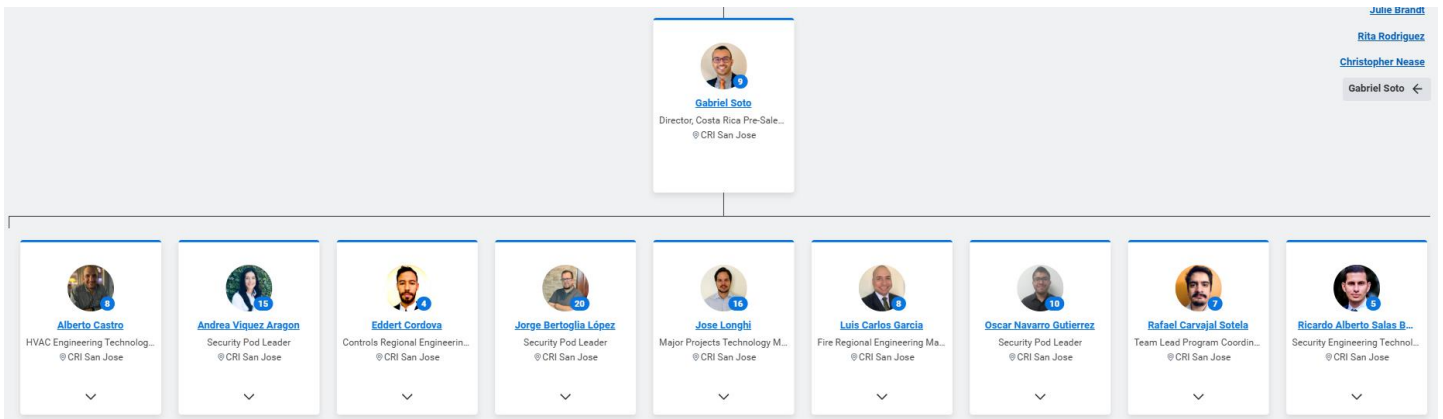 Julie Brandt
Rita Rodriguez
Christopher Nease
Gabriel Soto
9
Gabriel Soto
Director, Costa Rica Pre-Sale...
CRI San Jose
8
Alberto Castro
HVAC Engineering Technolog...
CRI San Jose
15
Andrea Viquez Aragon
Security Pod Leader
CRI San Jose
4
Eddert Cordova
Controls Regional Engineerin...
CRI San Jose
20
Jorge Bertoglia López
Security Pod Leader
CRI San Jose
16
Jose Longhi
Major Projects Technology M...
CRI San Jose
8
Luis Carlos Garcia
Fire Regional Engineering Ma...
CRI San Jose
10
Oscar Navarro Gutierrez
Security Pod Leader
CRI San Jose
7
Rafael Carvajal Sotela
Team Lead Program Coordin...
CRI San Jose
5
Ricardo Alberto Salas B...
Security Engineering Technol...
CRI San Jose